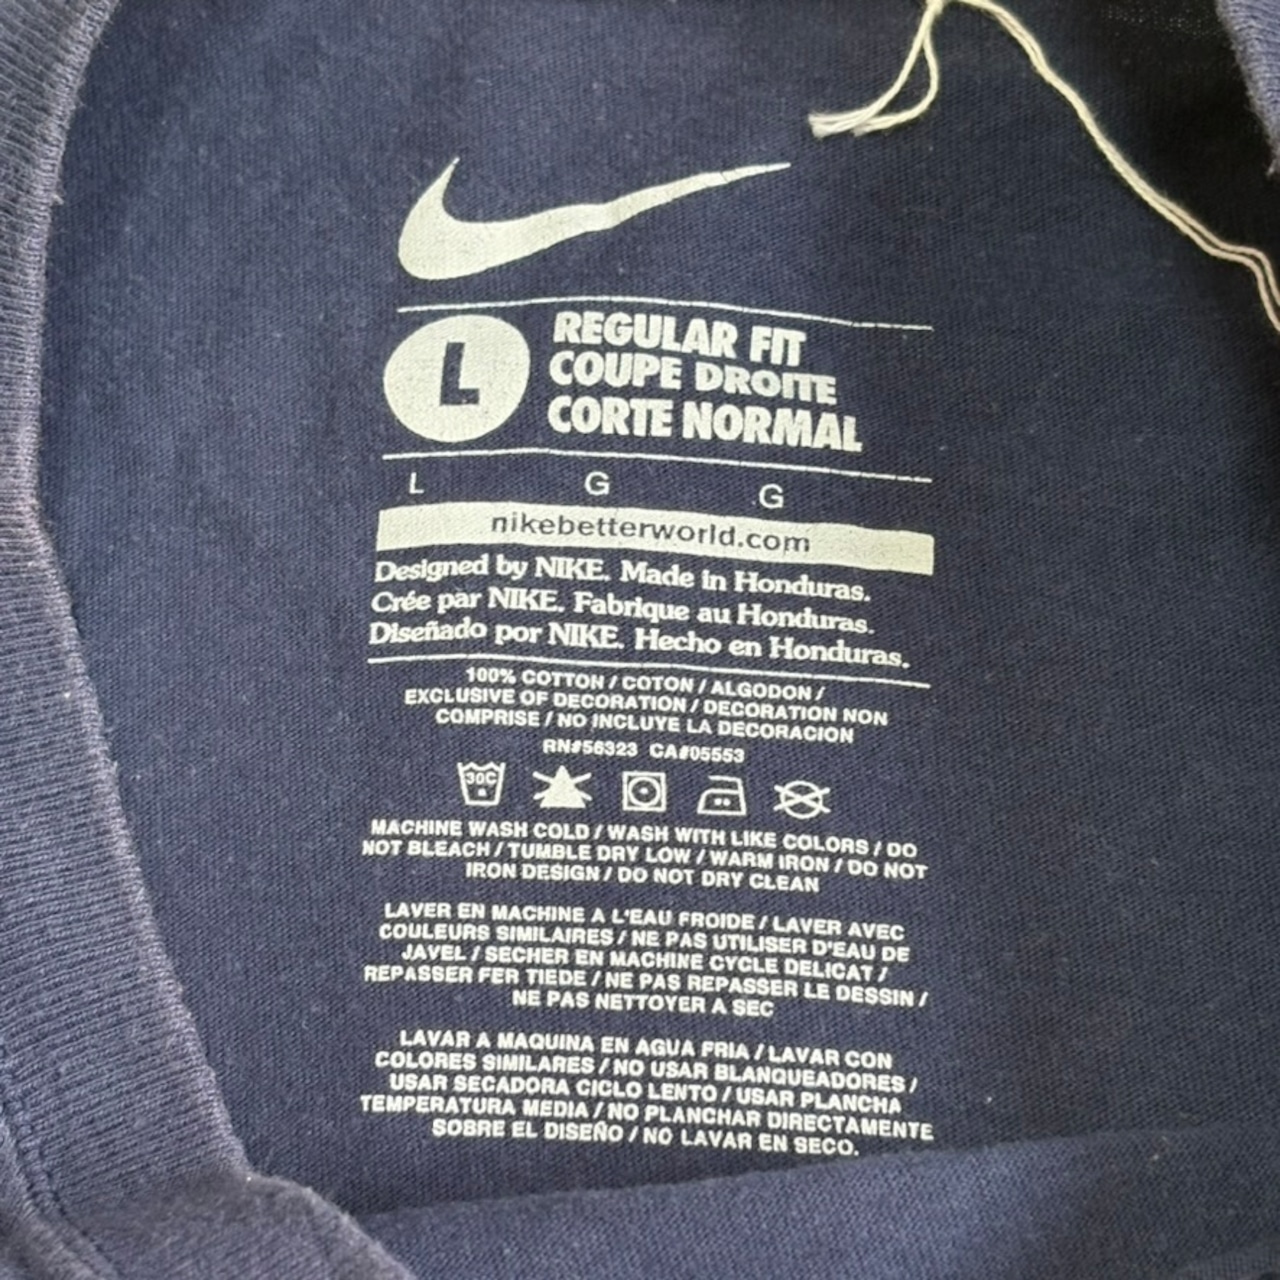 L
REGULAR FIT
COUPE DROITE
CORTE NORMAL
L G G
nikebetterworld.com
Designed by NIKE. Made in Honduras.
Crée par NIKE. Fabrique au Honduras.
Diseñado por NIKE. Hecho en Honduras.
100% COTTON / COTON / ALGODON /
EXCLUSIVE OF DECORATION / DECORATION NON
COMPRISE / NO INCLUYE LA DECORACION
RN#56323 CA#05553
30C
MACHINE WASH COLD / WASH WITH LIKE COLORS / DO
NOT BLEACH / TUMBLE DRY LOW / WARM IRON / DO NOT
IRON DESIGN / DO NOT DRY CLEAN
LAVER EN MACHINE A L'EAU FROIDE / LAVER AVEC
COULEURS SIMILAIRES / NE PAS UTILISER D'EAU DE
JAVEL / SECHER EN MACHINE CYCLE DELICAT /
REPASSER FER TIEDE / NE PAS REPASSER LE DESSIN /
NE PAS NETTOYER A SEC
LAVAR A MAQUINA EN AGUA FRIA / LAVAR CON
COLORES SIMILARES / NO USAR BLANQUEADORES /
USAR SECADORA CICLO LENTO / USAR PLANCHA
TEMPERATURA MEDIA / NO PLANCHAR DIRECTAMENTE
SOBRE EL DISEÑO / NO LAVAR EN SECO.